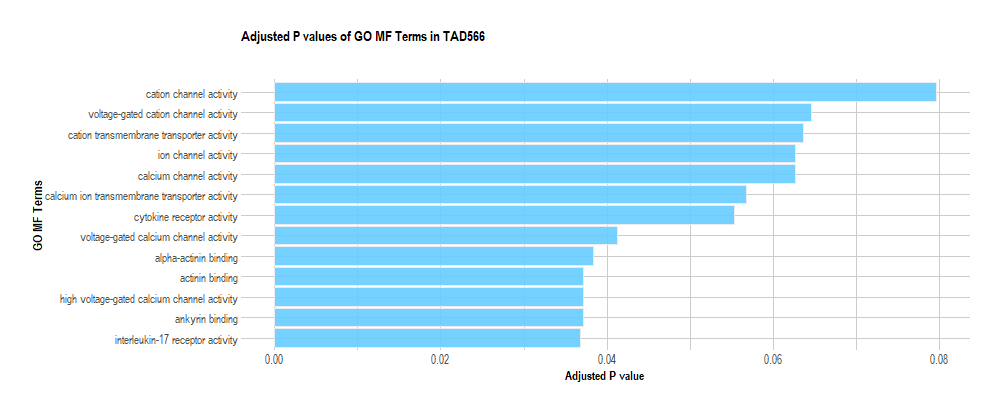 Adjusted P values of GO MF Terms in TAD566
GO MF Terms
cation channel activity
voltage-gated cation channel activity
cation transmembrane transporter activity
ion channel activity
calcium channel activity
calcium ion transmembrane transporter activity
cytokine receptor activity
voltage-gated calcium channel activity
alpha-actinin binding
actinin binding
high voltage-gated calcium channel activity
ankyrin binding
interleukin-17 receptor activity
0.00 0.02 0.04 0.06 0.08
Adjusted P value